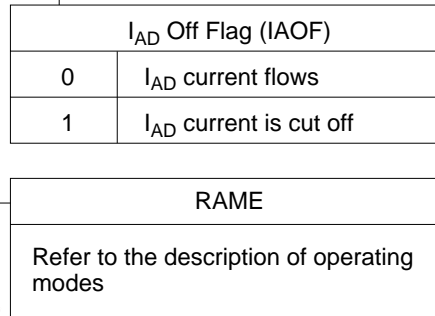 I_AD Off Flag (IAOF)
0 I_AD current flows
1 I_AD current is cut off
RAME
Refer to the description of operating
modes